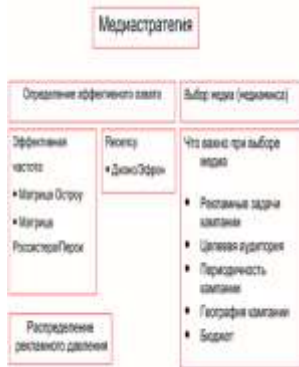 Медиастратегия
Определение эффективного охвата
Выбор медиа (медиамикса)
Эффективная
частота
• Матрица Остроу
• Матрица
Россистера/Перси
Recency
• Джонс/Эфрон
Что важно при выборе
медиа
• Рекламные задачи
кампании
• Целевая аудитория
• Периодичность
кампании
• География кампании
• Бюджет
Распределение
рекламного давления